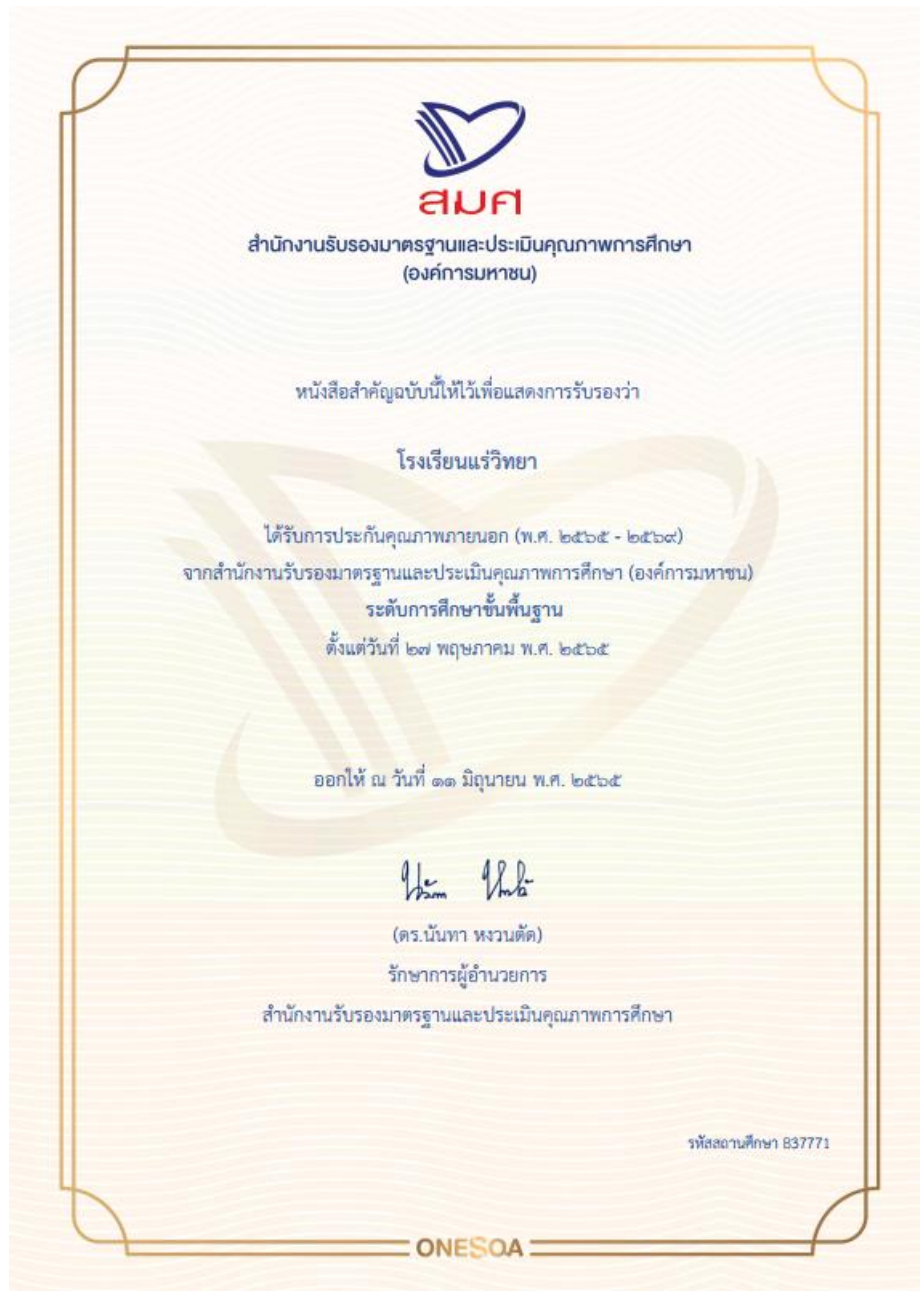 สมศ
สำนักงานรับรองมาตรฐานและประเมินคุณภาพการศึกษา
(องค์การมหาชน)
หนังสือสำคัญฉบับนี้ให้ไว้เพื่อแสดงการรับรองว่า
โรงเรียนแร่วิทยา
ได้รับการประกันคุณภาพภายนอก (พ.ศ. ๒๕๖๕ - ๒๕๖๙)
จากสำนักงานรับรองมาตรฐานและประเมินคุณภาพการศึกษา (องค์การมหาชน)
ระดับการศึกษาขั้นพื้นฐาน
ตั้งแต่วันที่ ๒๗ พฤษภาคม พ.ศ. ๒๕๖๕
ออกให้ ณ วันที่ ๑๑ มิถุนายน พ.ศ. ๒๕๖๕
(ดร.นันทา หงวนตัด)
รักษาการผู้อำนวยการ
สำนักงานรับรองมาตรฐานและประเมินคุณภาพการศึกษา
รหัสสถานศึกษา 837771
ONESQA